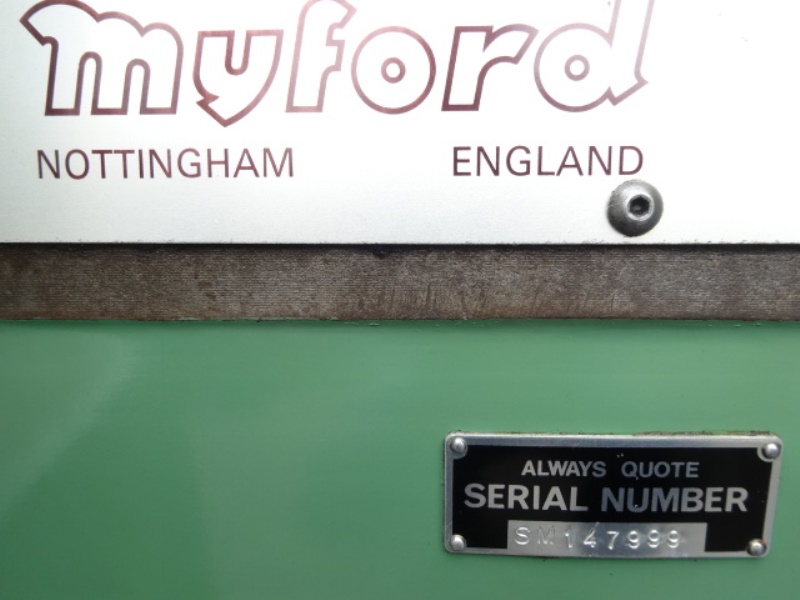 myford
NOTTINGHAM ENGLAND
ALWAYS QUOTE
SERIAL NUMBER
SM147999